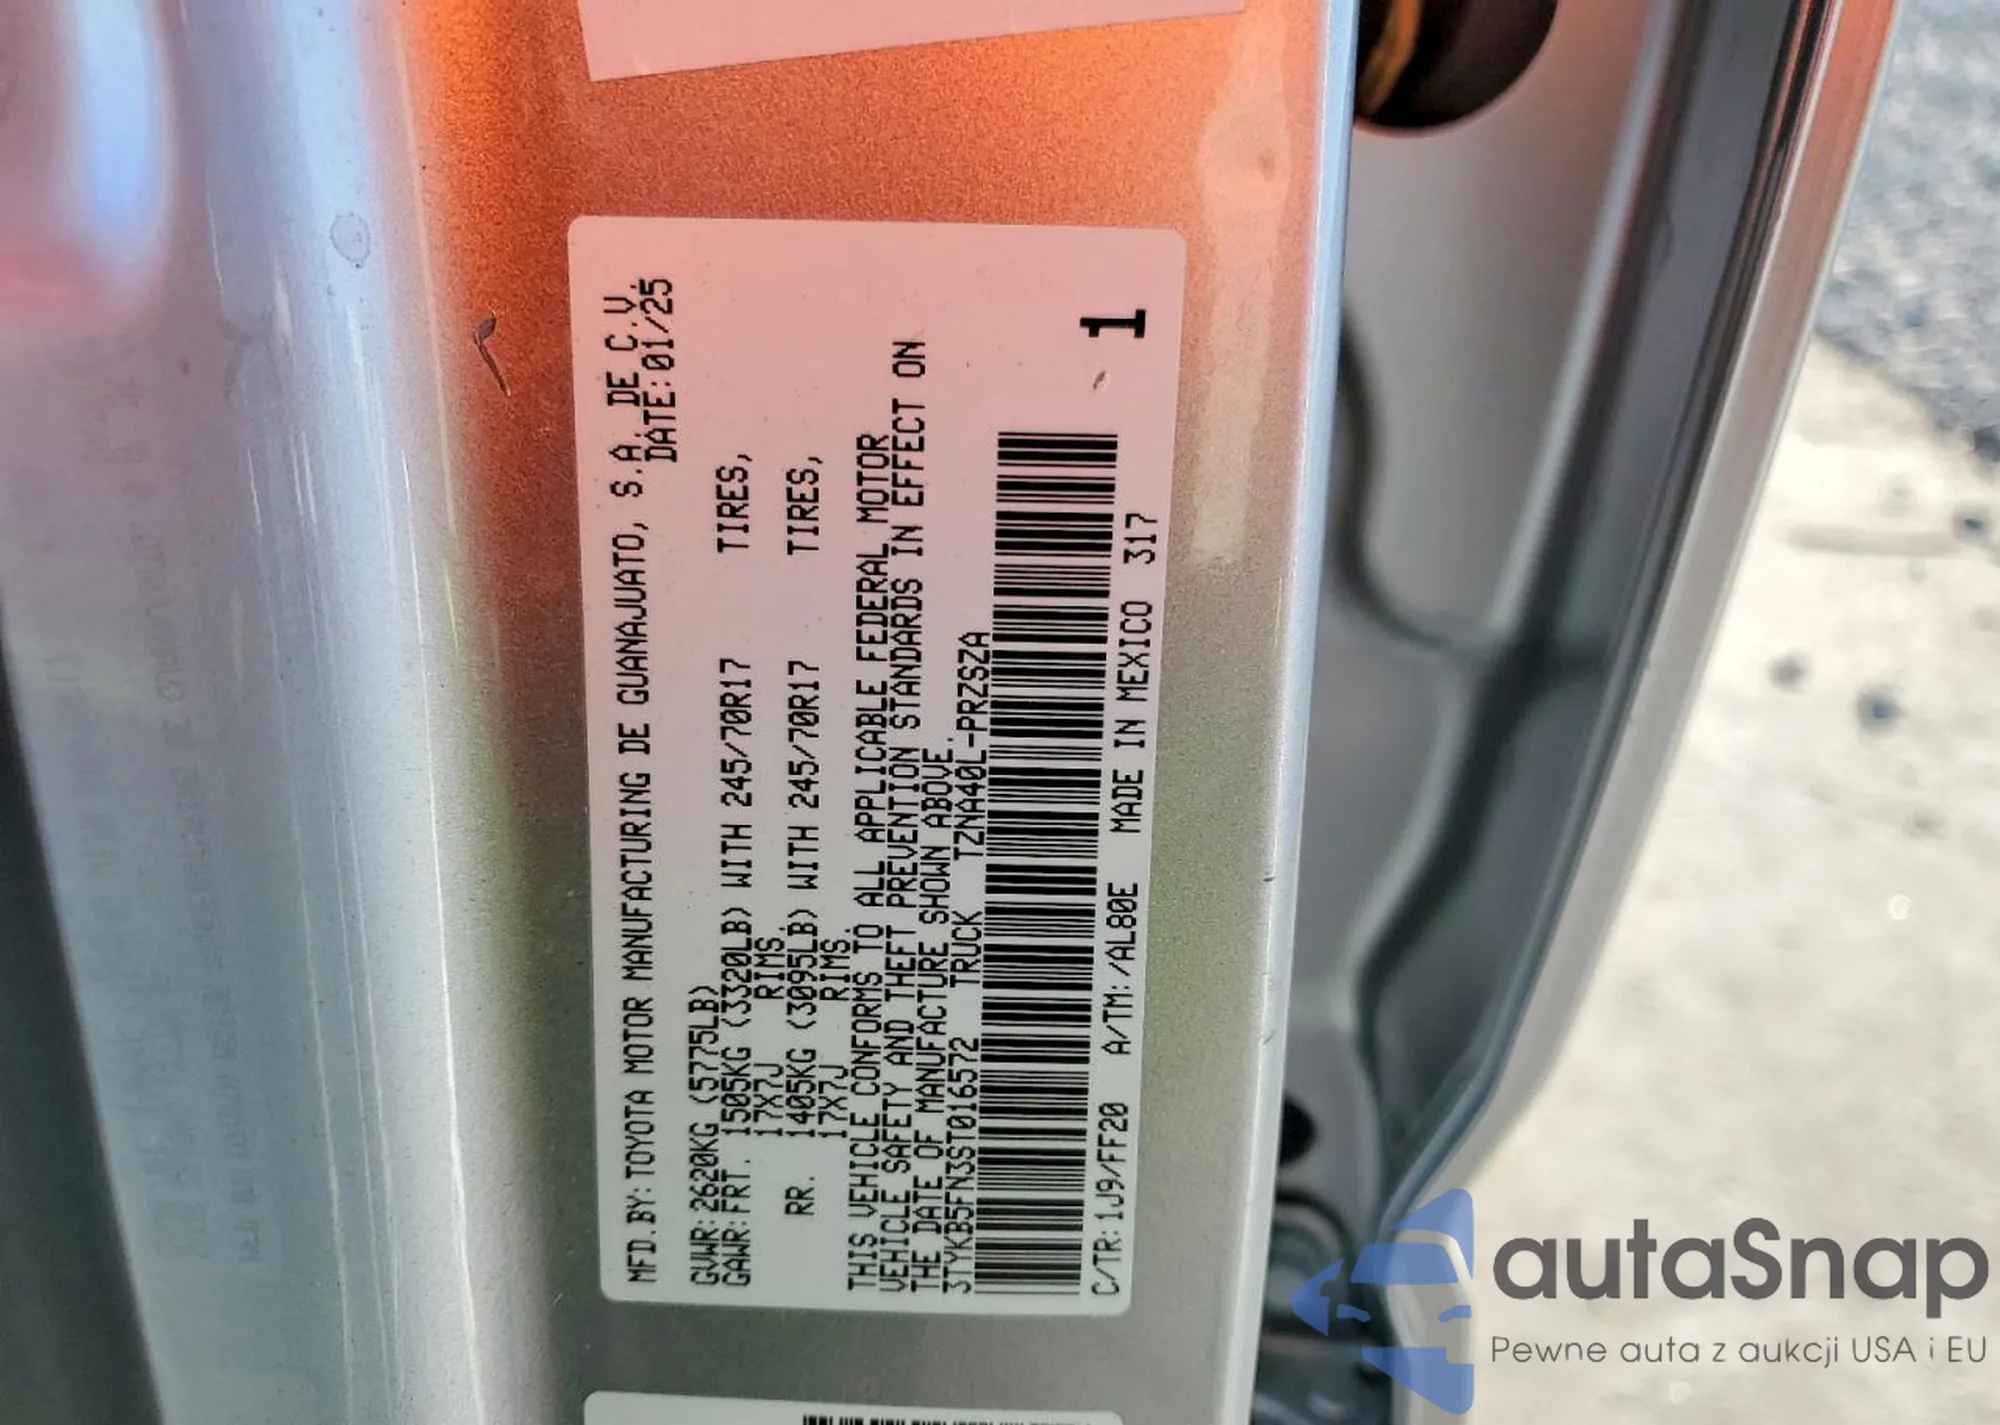 MFD.BY:TOYOTA MOTOR MANUFACTURING DE GUANAJUATO, S.A. DE C.V.
DATE:01/25
GVWR:2620KG (5775LB)
GAWR:FRT. 1505KG (3320LB) WITH 245/70R17 TIRES,
17X7J RIMS,
RR. 1405KG (3095LB) WITH 245/70R17 TIRES,
17X7J RIMS.
THIS VEHICLE CONFORMS TO ALL APPLICABLE FEDERAL MOTOR
VEHICLE SAFETY AND THEFT PREVENTION STANDARDS IN EFFECT ON
THE DATE OF MANUFACTURE SHOWN ABOVE.
3TYKB5FN3ST016572 TRUCK TZNA40L-PRZSZA
C/TR:1J9/FF20 A/TM:/AL80E MADE IN MEXICO 317
1
autaSnap
Pewne auta z aukcji USA i EU